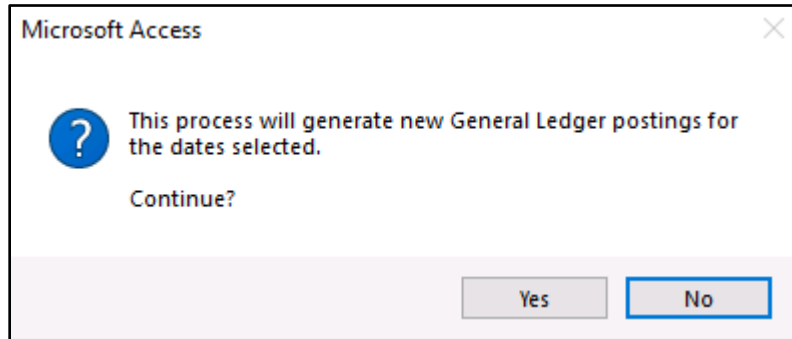 Microsoft Access
This process will generate new General Ledger postings for
the dates selected.
Continue?
Yes
No